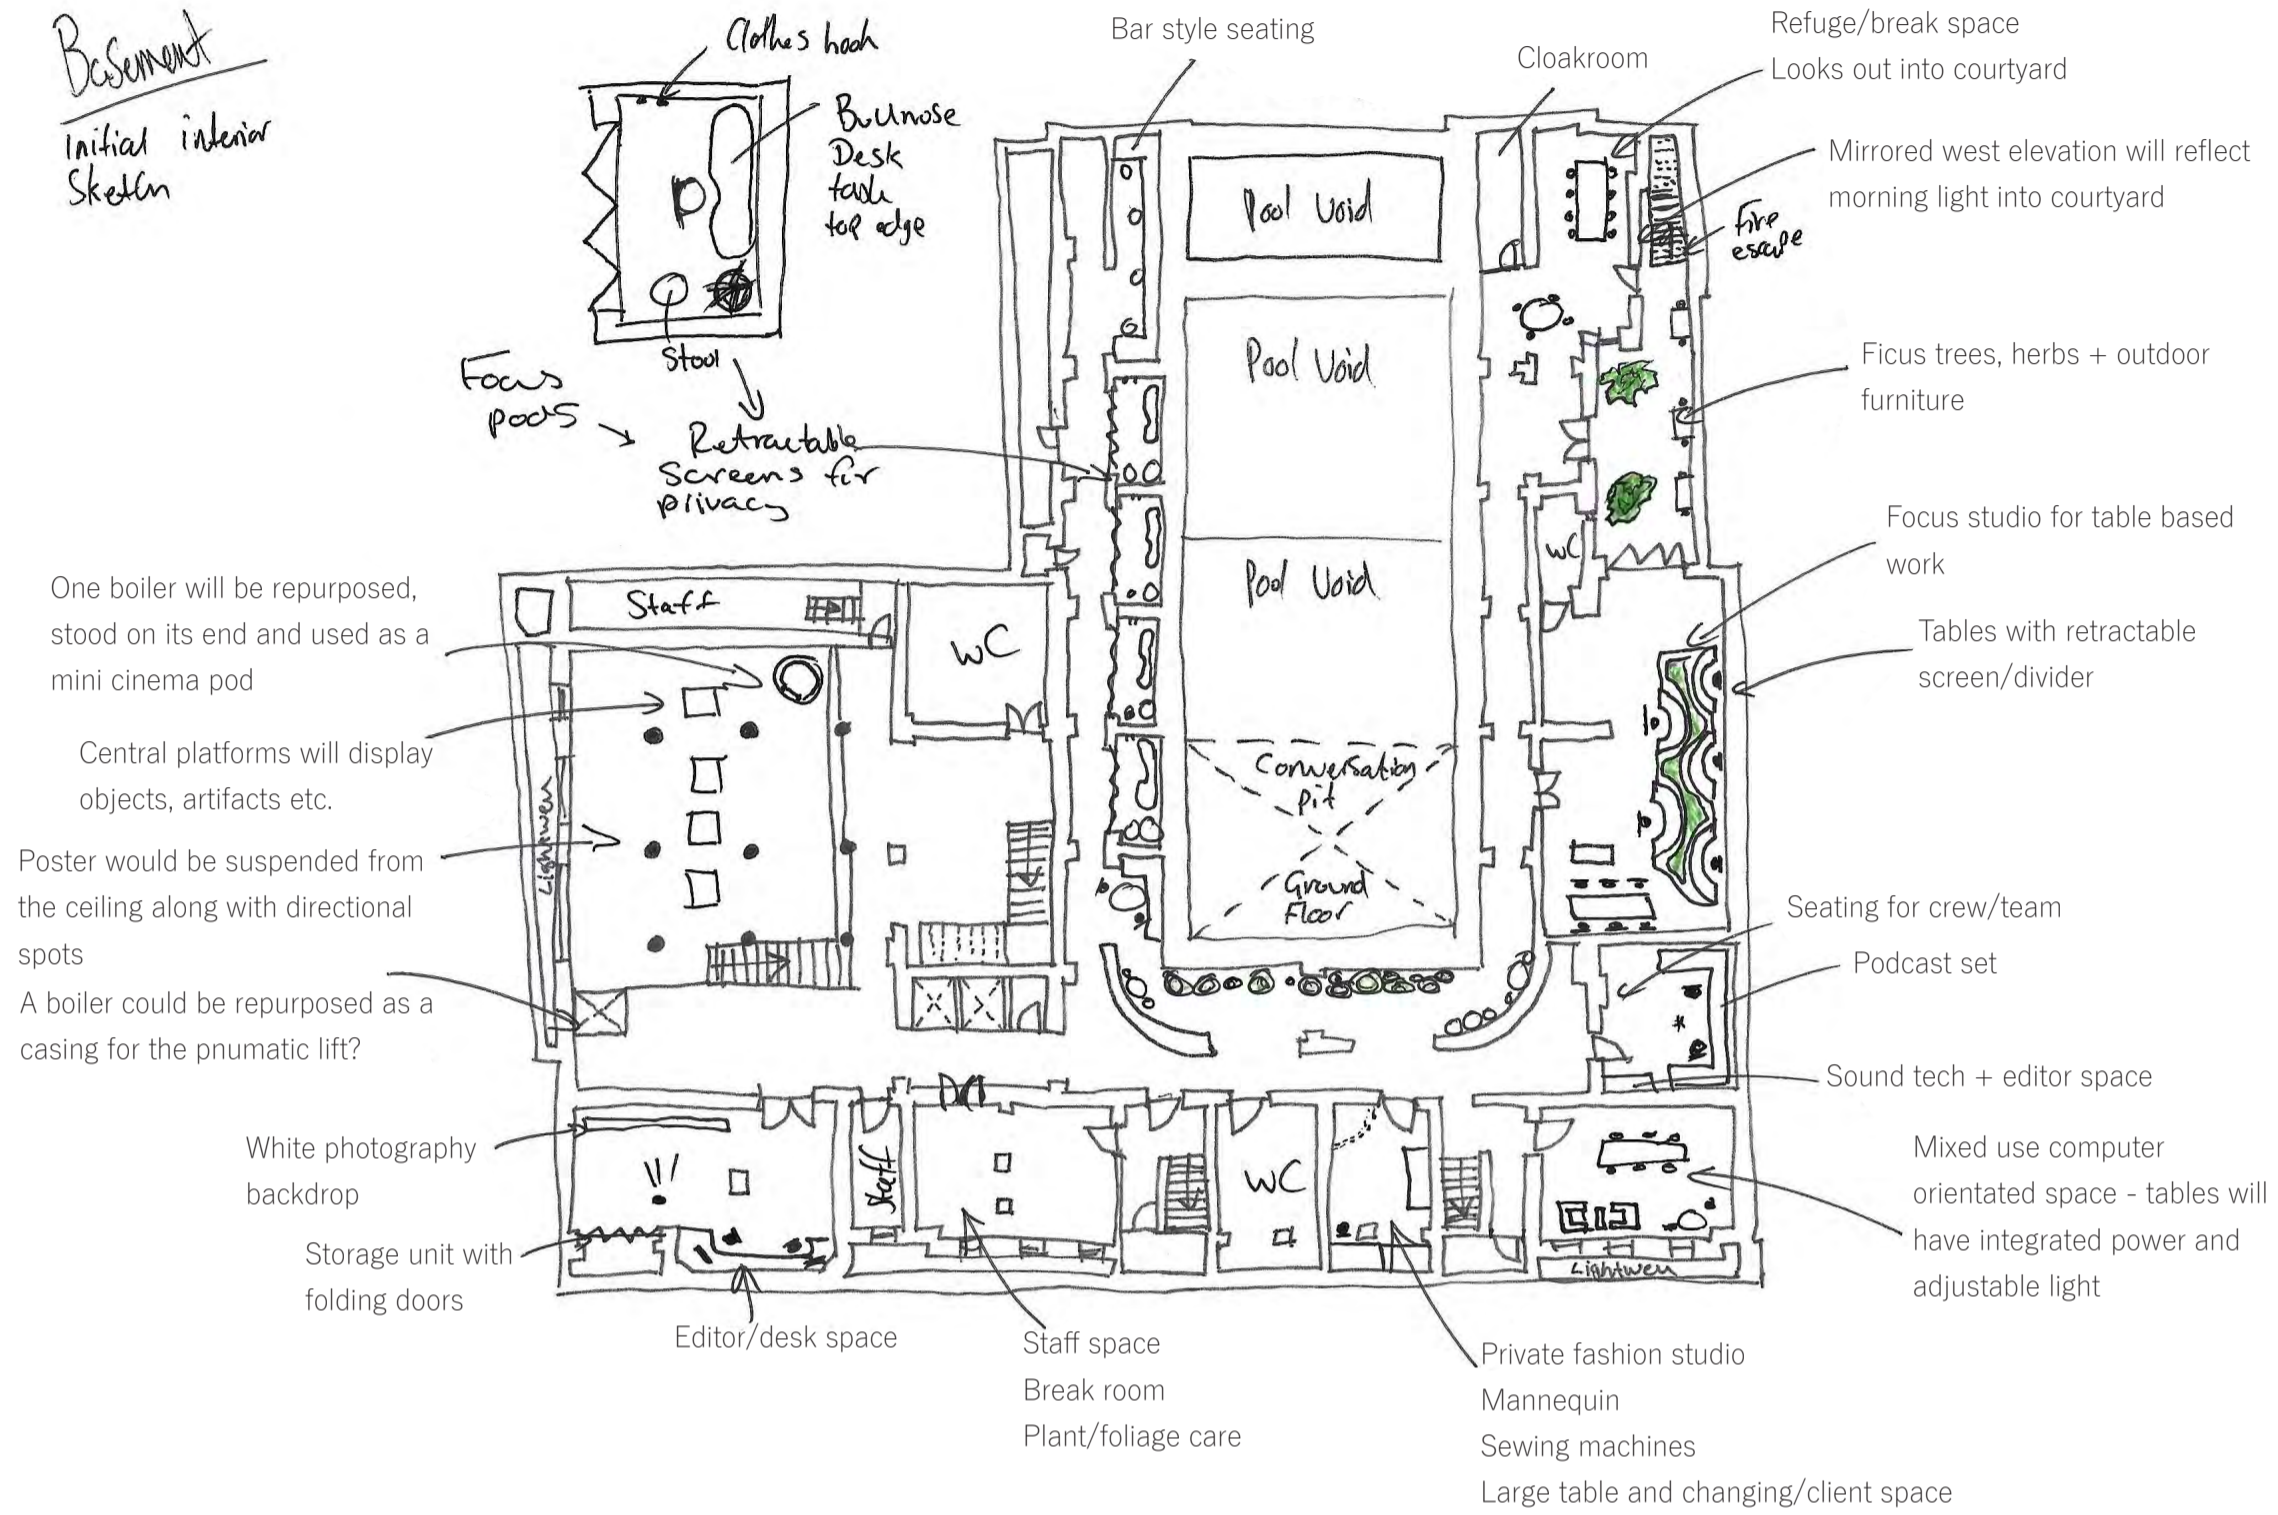 Basement
Initial interior
Sketch
Clothes hook
Bullnose
Desk
task
top edge
Stool
Focus
pods
Retractable
Screens for
privacy
Bar style seating
Cloakroom
Refuge/break space
Looks out into courtyard
Mirrored west elevation will reflect
morning light into courtyard
Fire
escape
Ficus trees, herbs + outdoor
furniture
Focus studio for table based
work
Tables with retractable
screen/divider
Seating for crew/team
Podcast set
Sound tech + editor space
Mixed use computer
orientated space - tables will
have integrated power and
adjustable light
One boiler will be repurposed,
stood on its end and used as a
mini cinema pod
Central platforms will display
objects, artifacts etc.
Poster would be suspended from
the ceiling along with directional
spots
A boiler could be repurposed as a
casing for the pnumatic lift?
White photography
backdrop
Storage unit with
folding doors
Editor/desk space
Staff space
Break room
Plant/foliage care
Private fashion studio
Mannequin
Sewing machines
Large table and changing/client space
Pool Void
Pool Void
Pool Void
Conversation
Pit
Ground
Floor
Staff
WC
WC
Lightwell
Staff
WC
Lightwell